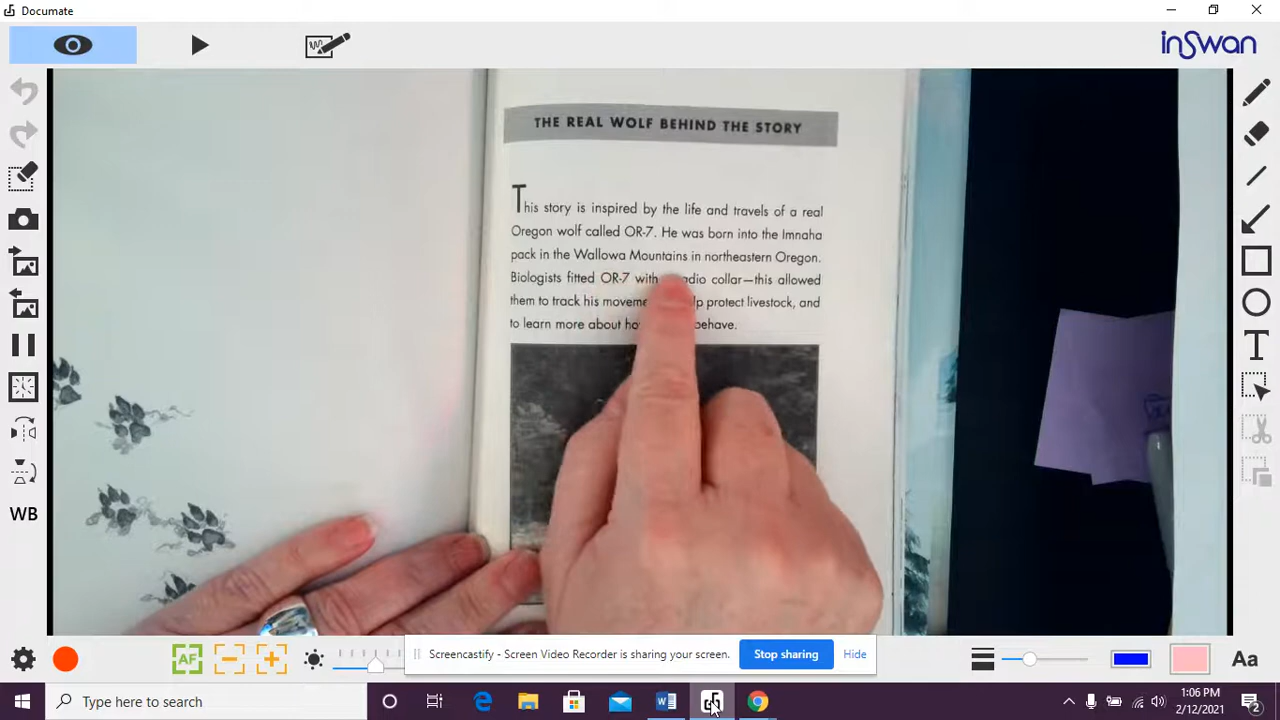 Documate
inSwan
THE REAL WOLF BEHIND THE STORY
This story is inspired by the life and travels of a real
Oregon wolf called OR-7. He was born into the Imnaha
pack in the Wallowa Mountains in northeastern Oregon.
Biologists fitted OR-7 with adio collar—this allowed
them to track his moveme lp protect livestock, and
to learn more about ho behave.
WB
AF
T
Screencastify - Screen Video Recorder is sharing your screen.
Stop sharing
Hide
Aa
Type here to search
1:06 PM
2/12/2021
2